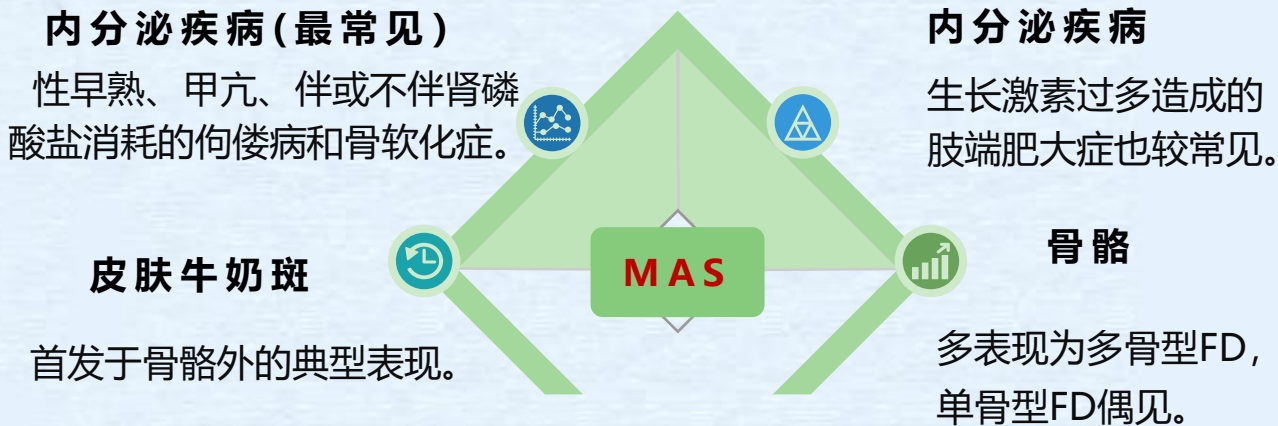 内分泌疾病(最常见)
性早熟、甲亢、伴或不伴肾磷
酸盐消耗的佝偻病和骨软化症。
内分泌疾病
生长激素过多造成的
肢端肥大症也较常见。
皮肤牛奶斑
首发于骨骼外的典型表现。
MAS
骨骼
多表现为多骨型FD，
单骨型FD偶见。